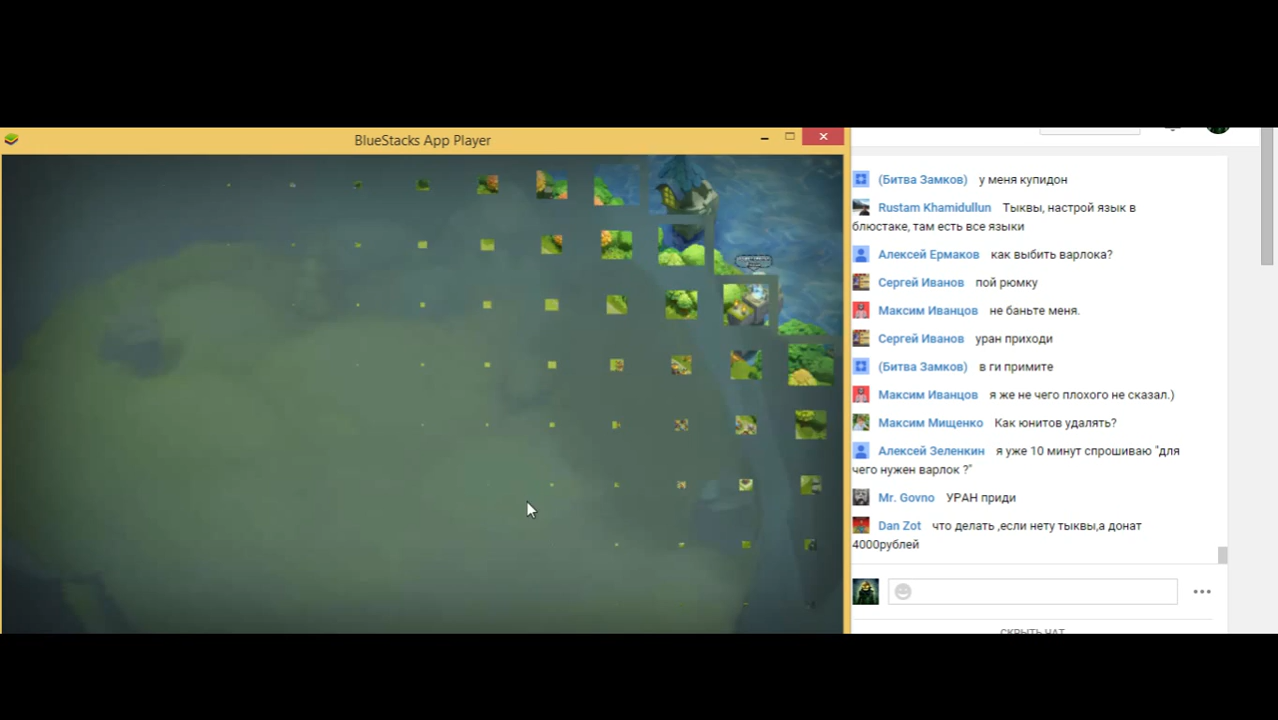 BlueStacks App Player
(Битва Замков) у меня купидон
Rustam Khamidullun Тыквы, настрой язык в
блюстаке, там есть все языки
Алексей Ермаков как выбить варлока?
Сергей Иванов пой рюмку
Максим Иванцов не баньте меня.
Сергей Иванов уран приходи
(Битва Замков) в ги примите
Максим Иванцов я же не чего плохого не сказал.)
Максим Мищенко Как юнитов удалять?
Алексей Зеленкин я уже 10 минут спрошиваю "для
чего нужен варлок ?"
Mr. Govno УРАН приди
Dan Zot что делать ,если нету тыквы,а донат
4000рублей
СКРЫТЬ ЧАТ